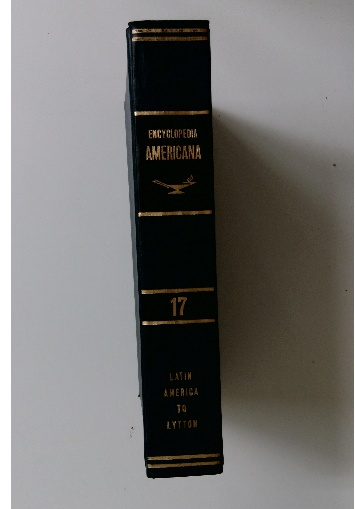 ENCYCLOPEDIA
AMERICANA
17
LATIN
AMERICA
TO
LYTTON